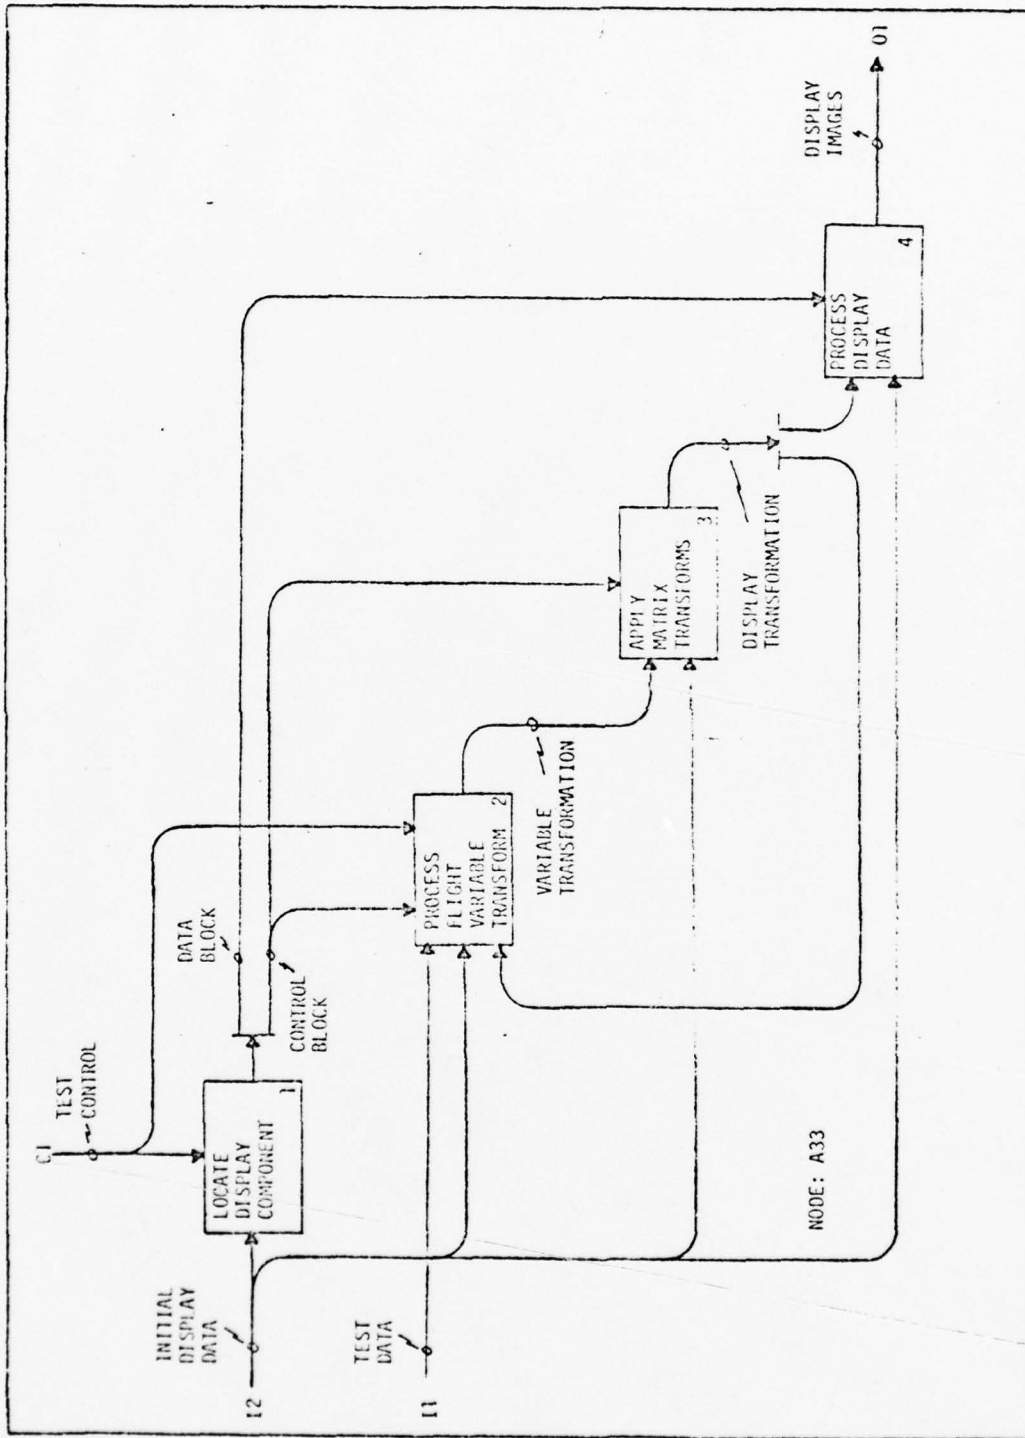 C1
TEST
CONTROL
I2
INITIAL
DISPLAY
DATA
LOCATE
DISPLAY
COMPONENT
1
DATA
BLOCK
CONTROL
BLOCK
I1
TEST
DATA
PROCESS
FLIGHT
VARIABLE
TRANSFORM
2
VARIABLE
TRANSFORMATION
APPLY
MATRIX
TRANSFORMS
3
DISPLAY
TRANSFORMATION
PROCESS
DISPLAY
DATA
4
DISPLAY
IMAGES
O1
NODE: A33